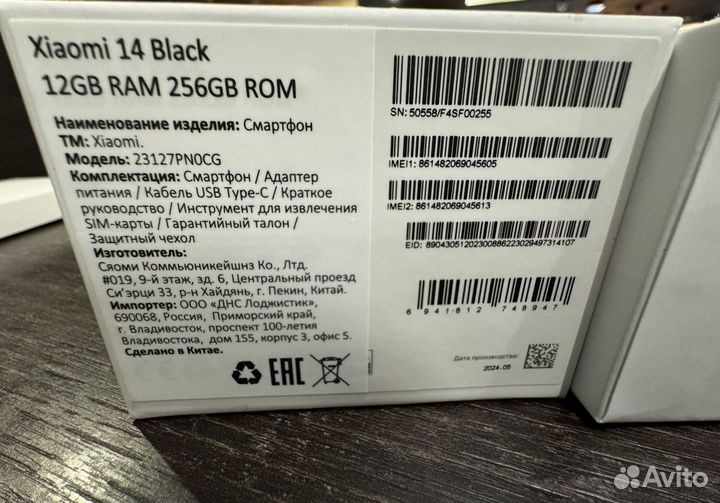 Xiaomi 14 Black
12GB RAM 256GB ROM
Наименование изделия: Смартфон
ТМ: Xiaomi.
Модель: 23127PN0CG
Комплектация: Смартфон / Адаптер
питания / Кабель USB Type-C / Краткое
руководство / Инструмент для извлечения
SIM-карты / Гарантийный талон /
Защитный чехол
Изготовитель:
Сяоми Коммьюникейшнз Ко., Лтд.
#019, 9-й этаж, зд. 6, Центральный проезд
Си'эрци 33, р-н Хайдянь, г. Пекин, Китай.
Импортер: ООО «ДНС Лоджистик»,
690068, Россия, Приморский край,
г. Владивосток, проспект 100-летия
Владивостока, дом 155, корпус 3, офис 5.
Сделано в Китае.
EAC
SN: 50558/F4SF00255
IMEI1: 861482069045605
IMEI2: 861482069045613
EID: 89043051202300886223029497314107
6 941812 748947
Дата производства:
2024.05
Avito